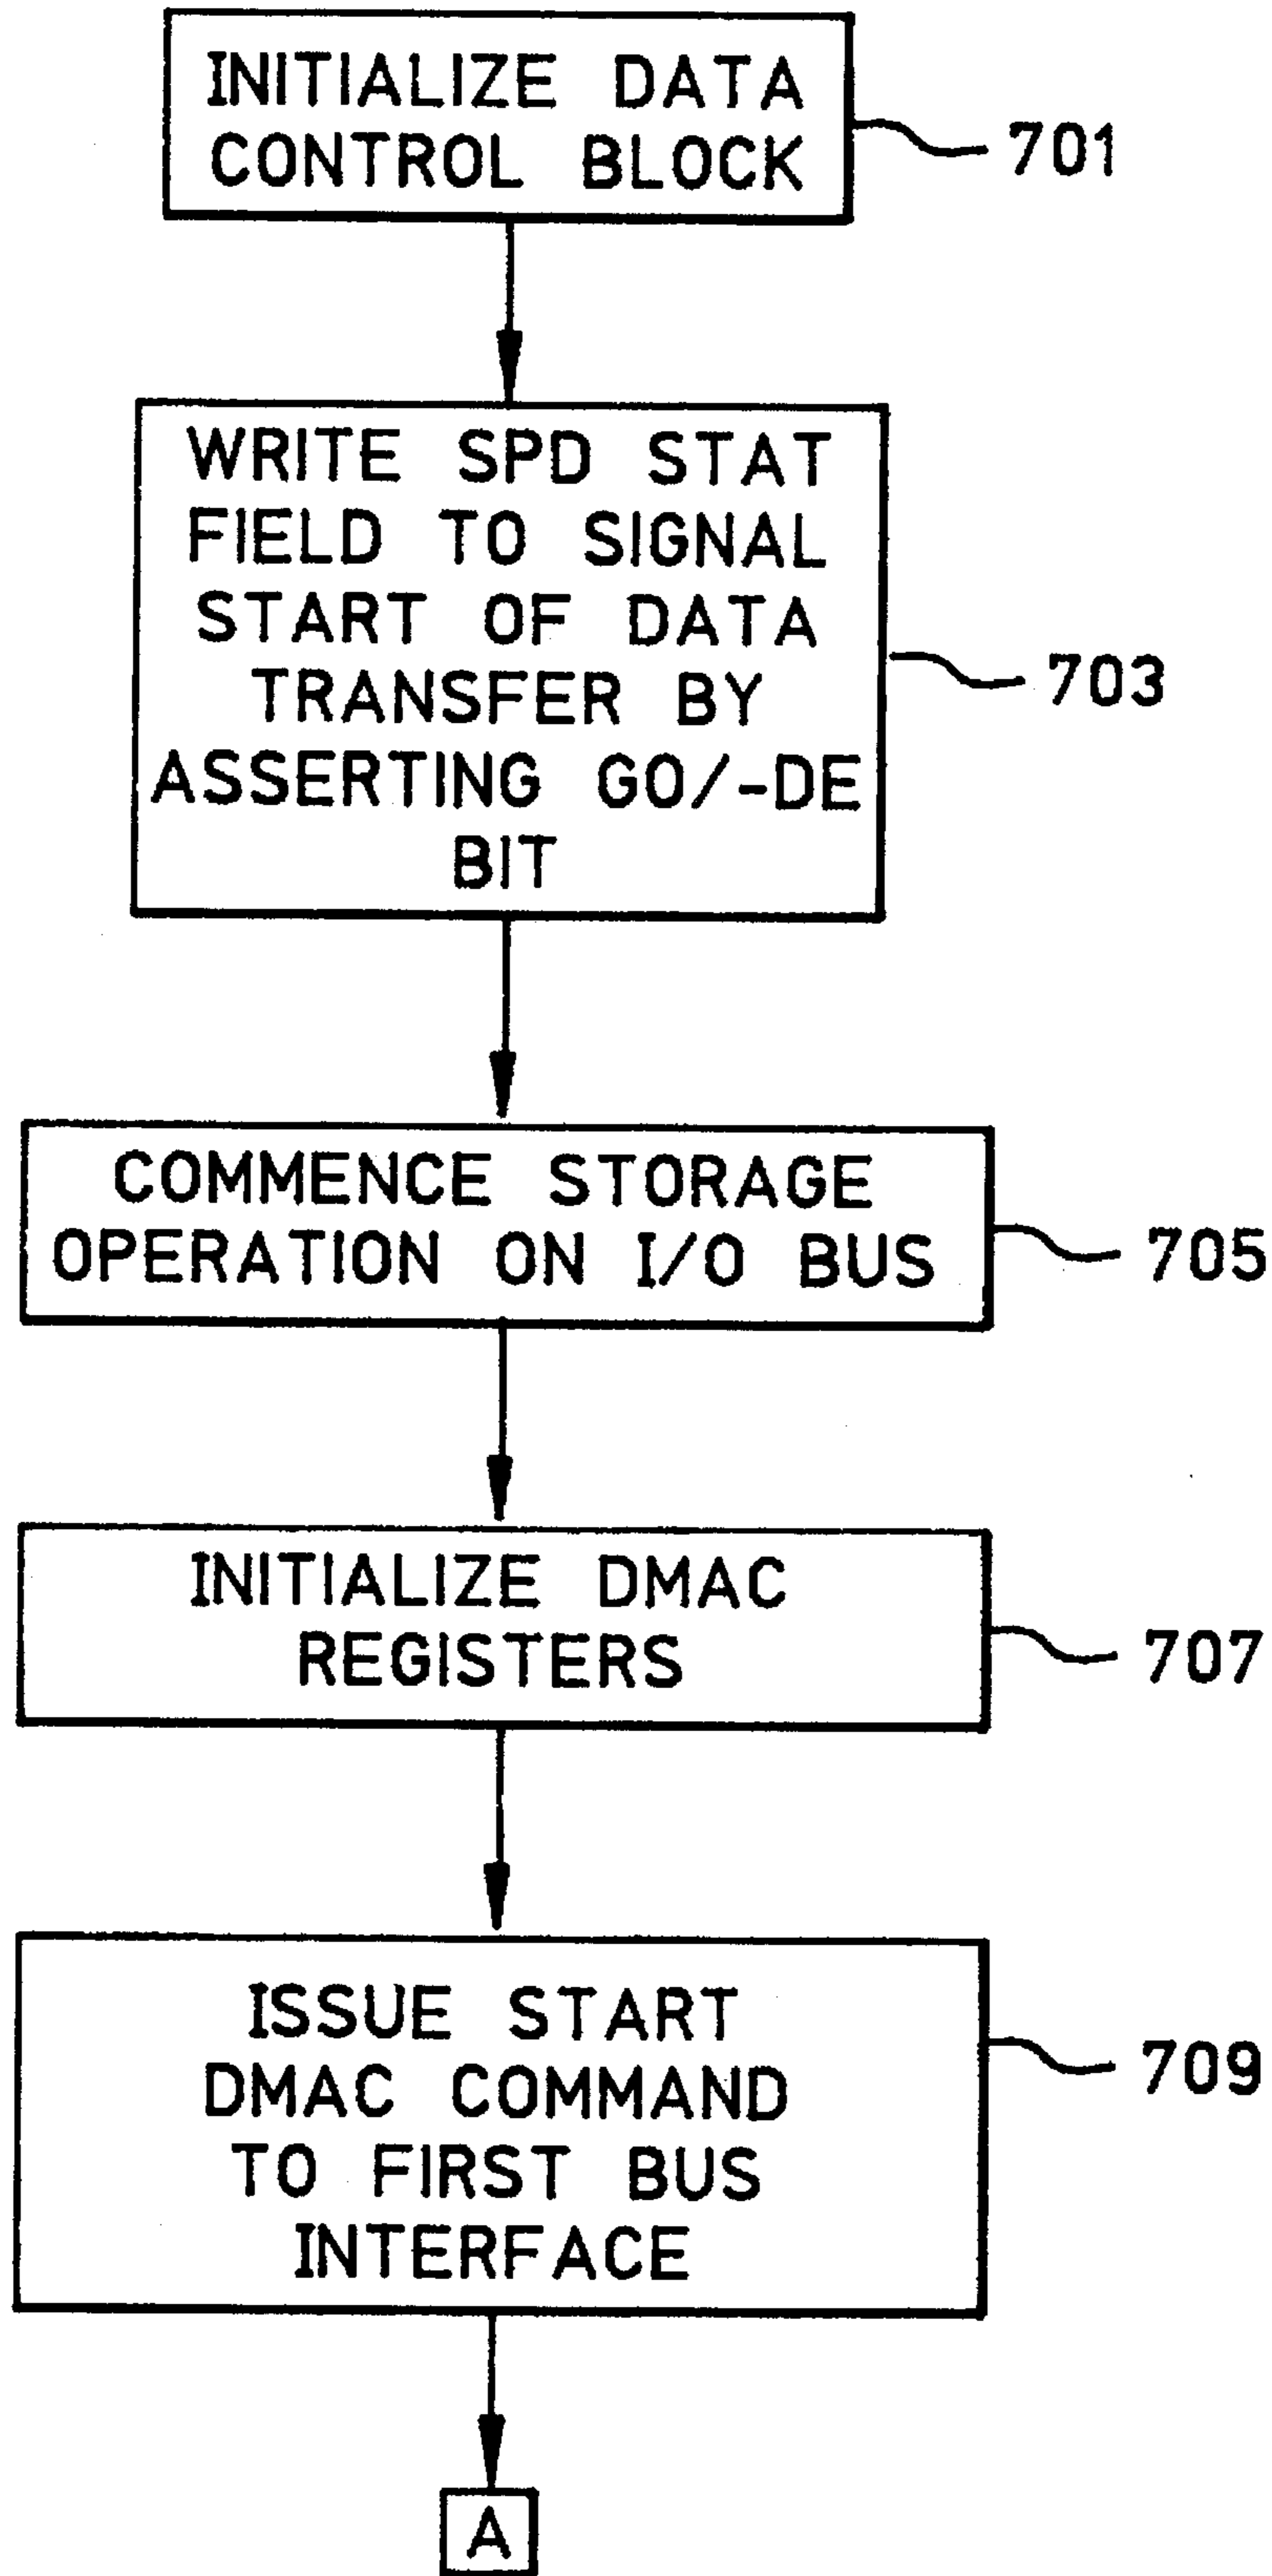 INITIALIZE DATA
CONTROL BLOCK
701
WRITE SPD STAT
FIELD TO SIGNAL
START OF DATA
TRANSFER BY
ASSERTING GO/-DE
BIT
703
COMMENCE STORAGE
OPERATION ON I/O BUS
705
INITIALIZE DMAC
REGISTERS
707
ISSUE START
DMAC COMMAND
TO FIRST BUS
INTERFACE
709
A